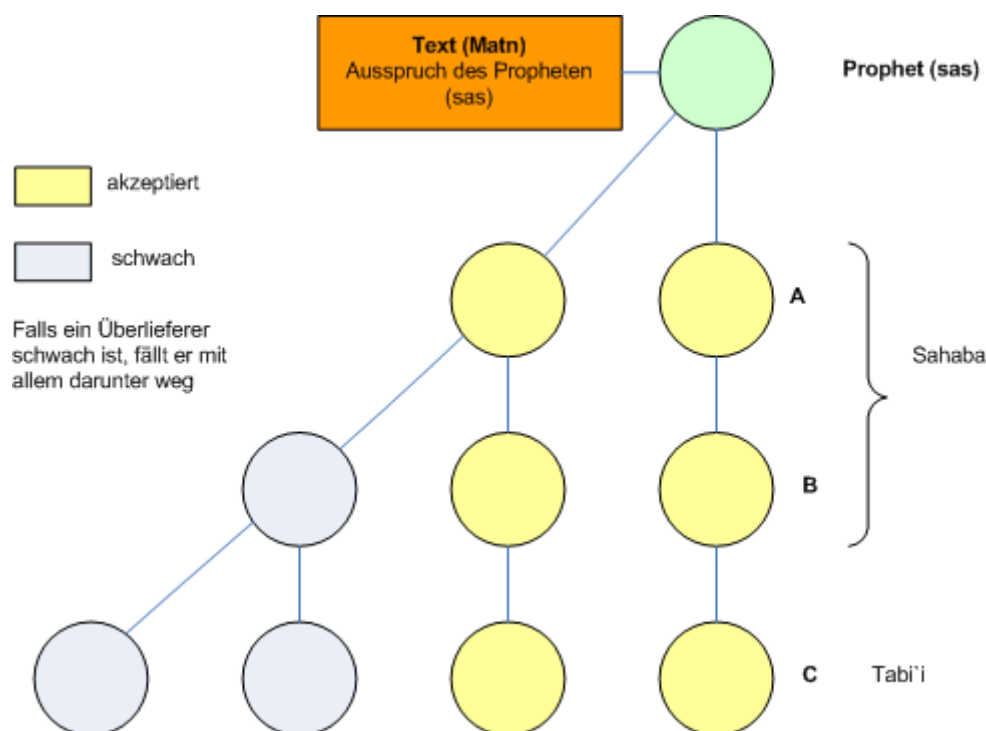 Text (Matn)
Ausspruch des Propheten
(sas)
Prophet (sas)
akzeptiert
schwach
Falls ein Überlieferer
schwach ist, fällt er mit
allem darunter weg
A
Sahaba
B
C
Tabi`i